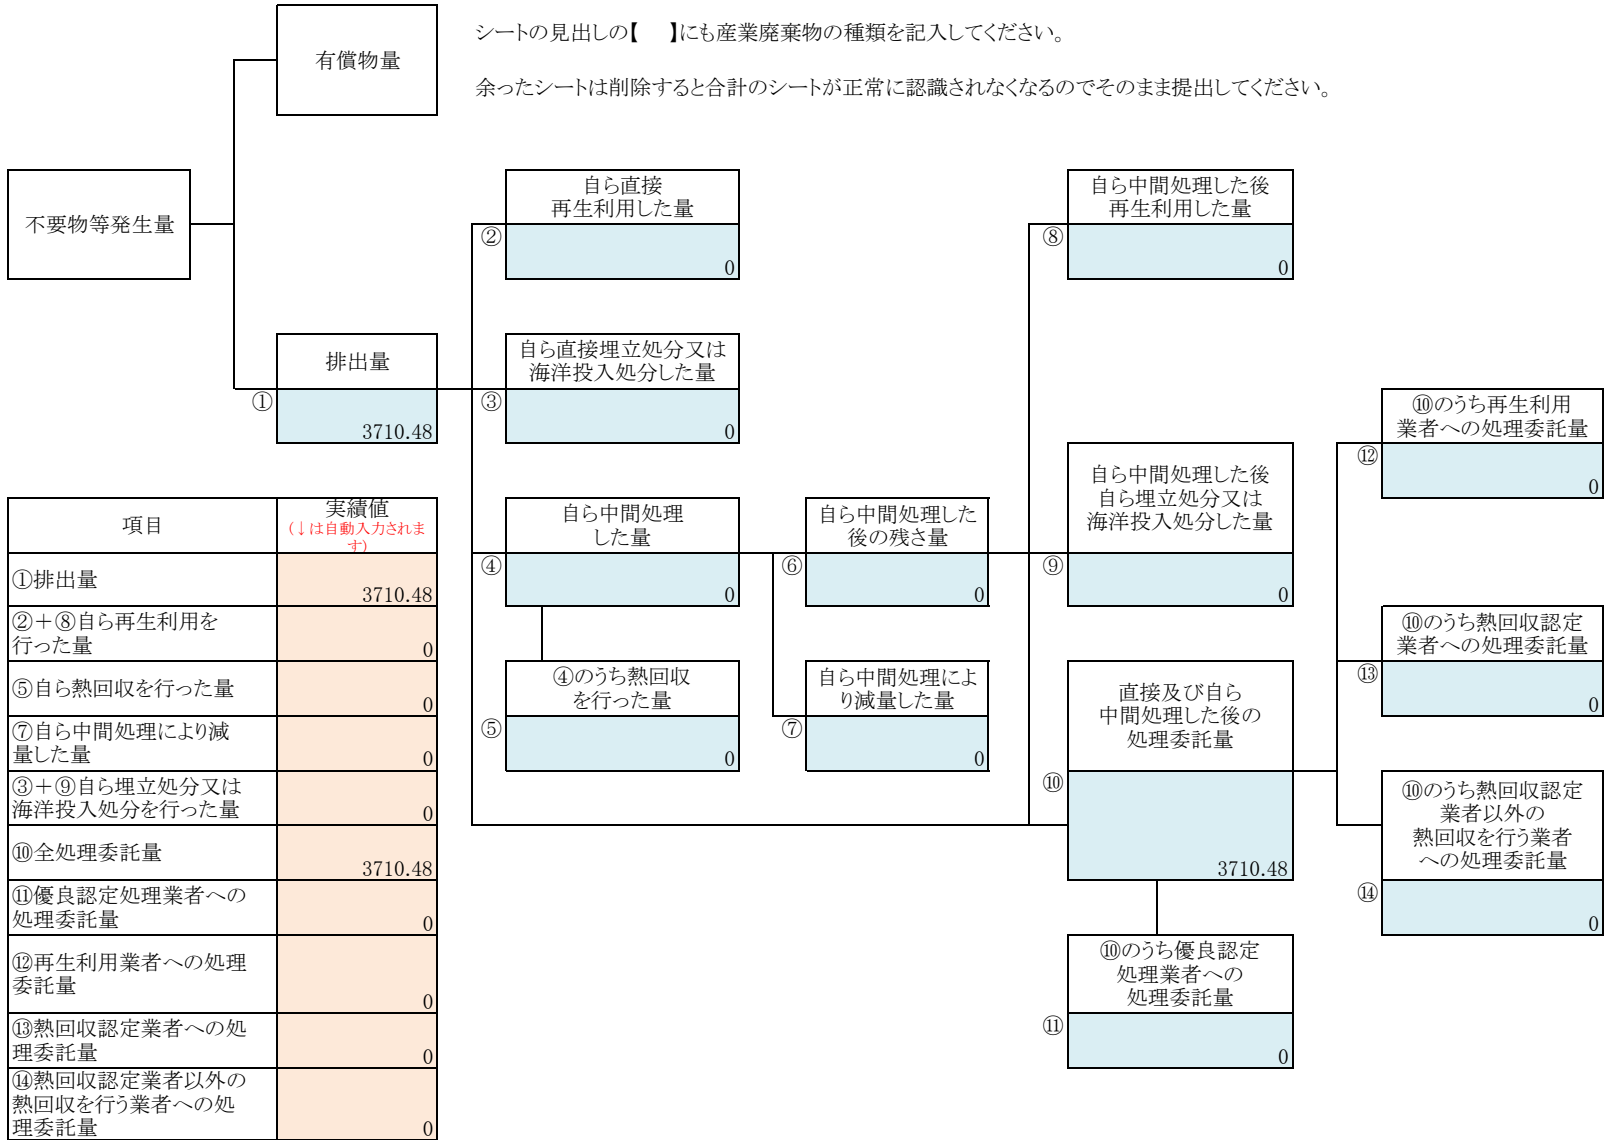 シートの見出しの【　】にも産業廃棄物の種類を記入してください。
余ったシートは削除すると合計のシートが正常に認識されなくなるのでそのまま提出してください。
有償物量
不要物等発生量
排出量
①
3710.48
自ら直接
再生利用した量
②
0
自ら直接埋立処分又は
海洋投入処分した量
③
0
自ら中間処理
した量
④
0
④のうち熱回収
を行った量
⑤
0
自ら中間処理した
後の残さ量
⑥
0
自ら中間処理によ
り減量した量
⑦
0
自ら中間処理した後
再生利用した量
⑧
0
自ら中間処理した後
自ら埋立処分又は
海洋投入処分した量
⑨
0
直接及び自ら
中間処理した後の
処理委託量
⑩
3710.48
⑩のうち優良認定
処理業者への
処理委託量
⑪
0
⑩のうち再生利用
業者への処理委託量
⑫
0
⑩のうち熱回収認定
業者への処理委託量
⑬
0
⑩のうち熱回収認定
業者以外の
熱回収を行う業者
への処理委託量
⑭
0
項目
実績値
(↓は自動入力されま
す)
①排出量
3710.48
②＋⑧自ら再生利用を
行った量
0
⑤自ら熱回収を行った量
0
⑦自ら中間処理により減
量した量
0
③＋⑨自ら埋立処分又は
海洋投入処分を行った量
0
⑩全処理委託量
3710.48
⑪優良認定処理業者への
処理委託量
0
⑫再生利用業者への処理
委託量
0
⑬熱回収認定業者への処
理委託量
0
⑭熱回収認定業者以外の
熱回収を行う業者への処
理委託量
0